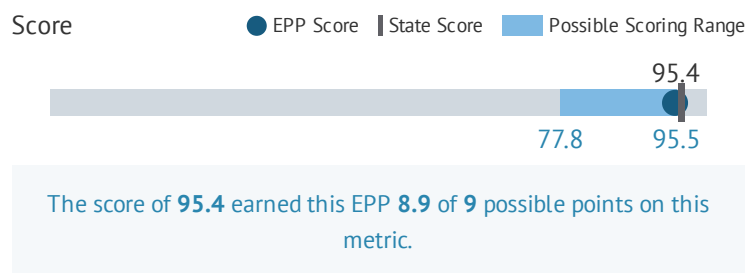 Score EPP Score State Score Possible Scoring Range
95.4
77.8 95.5
The score of 95.4 earned this EPP 8.9 of 9 possible points on this
metric.